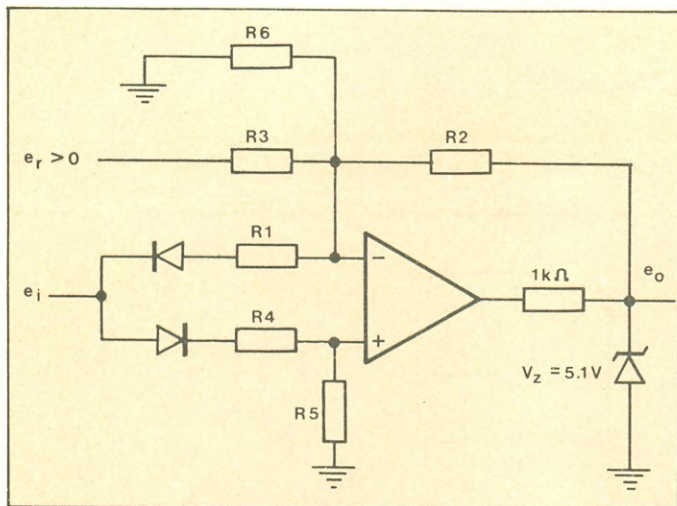 R6
e_r > 0
R3
R2
R1
1kΩ
e_o
e_i
R4
V_z = 5.1V
R5